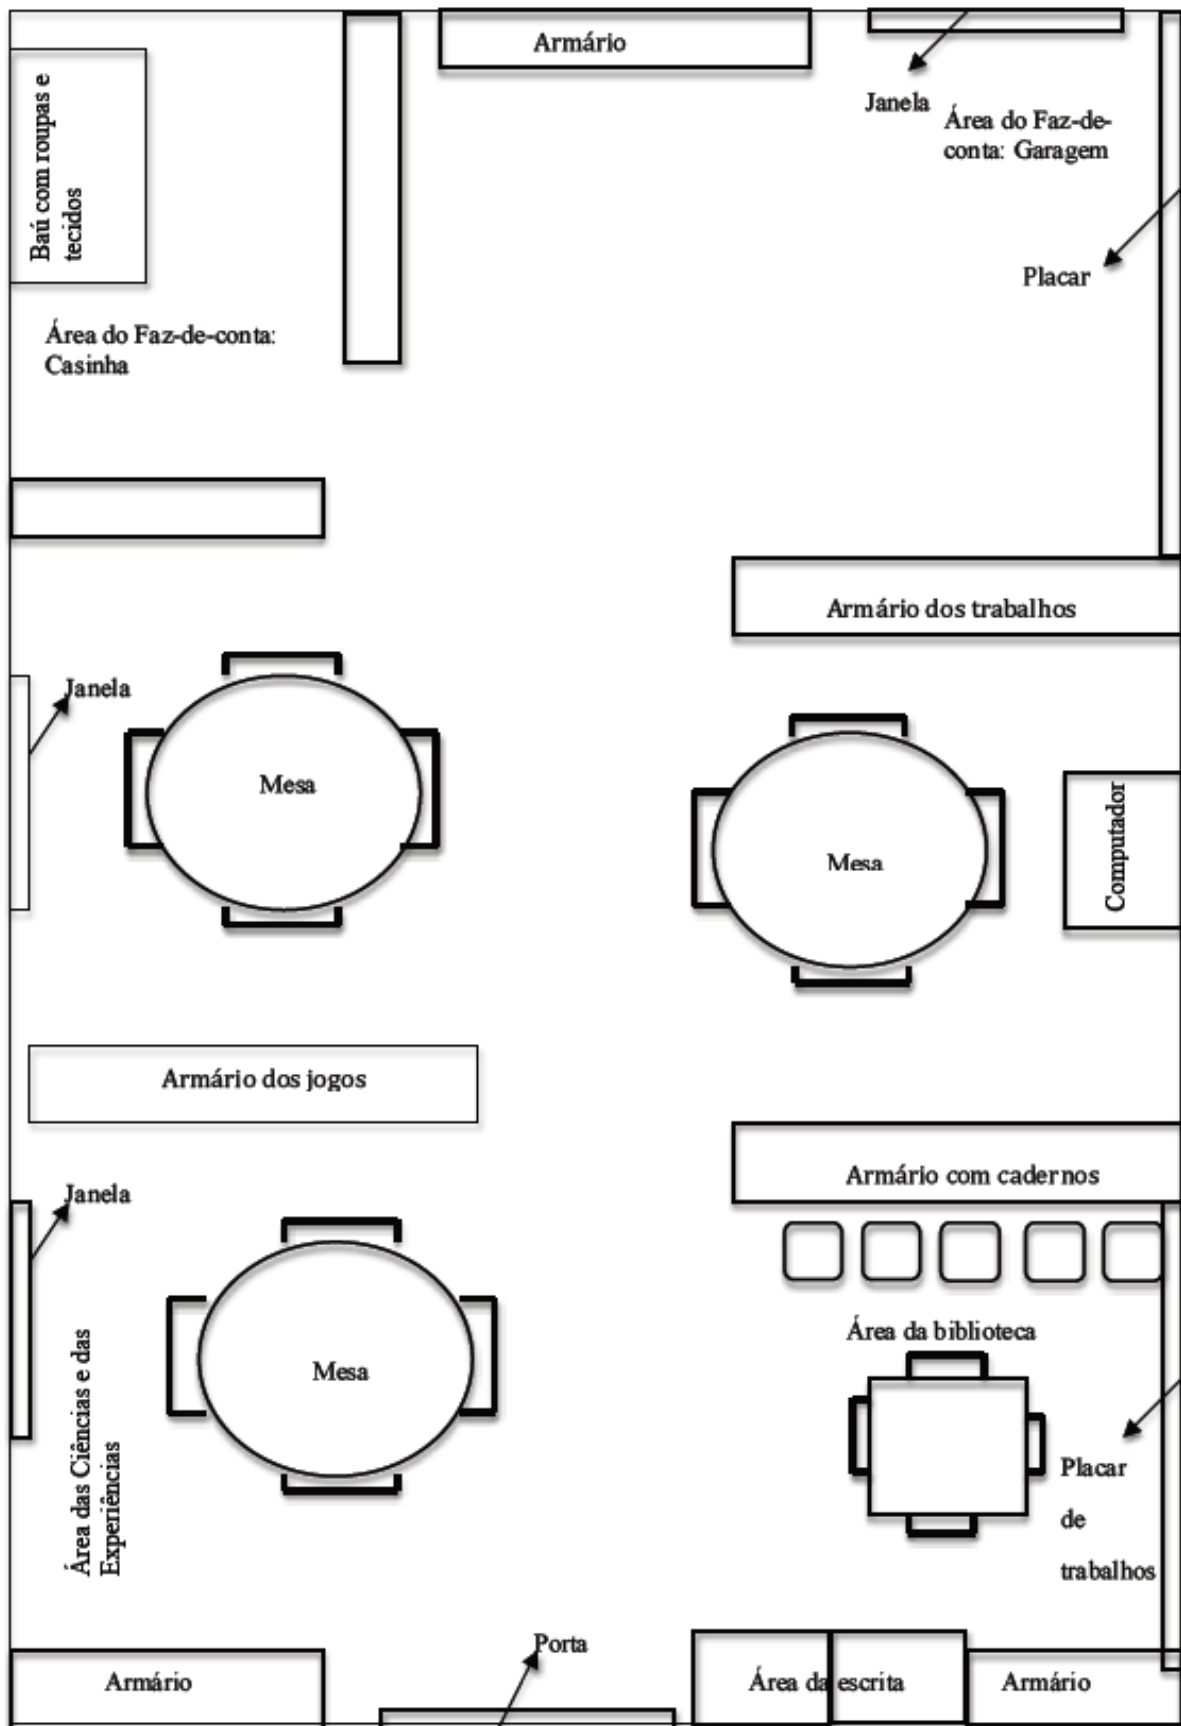 Armário
Janela
Área do Faz-de-
conta: Garagem
Baú com roupas e
tecidos
Placar
Área do Faz-de-conta:
Casinha
Armário dos trabalhos
Janela
Mesa
Mesa
Computador
Armário dos jogos
Armário com cadernos
Janela
Área da biblioteca
Mesa
Área das Ciências e das
Experiências
Placar
de
trabalhos
Porta
Armário
Área da escrita
Armário